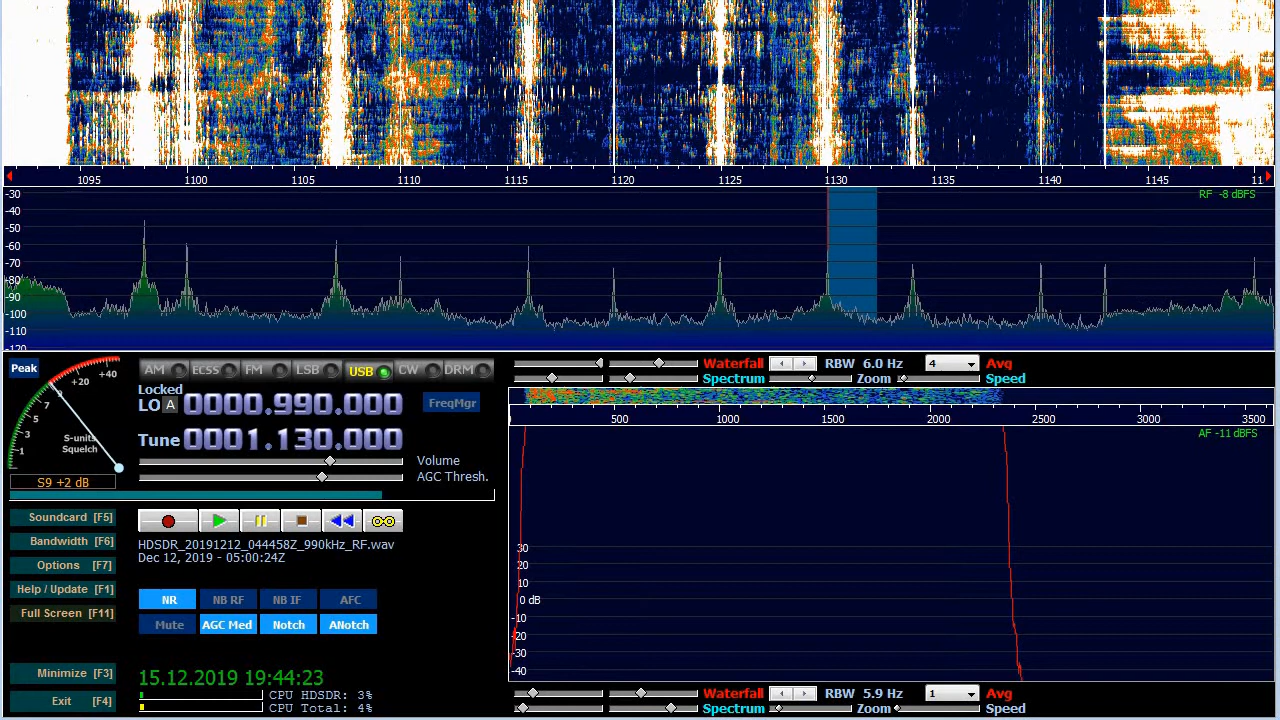 1095 1100 1105 1110 1115 1120 1125 1130 1135 1140 1145 11
-30 RF -8 dBFS
-40
-50
-60
-70
-80
-90
-100
-110
-120
Peak
1 3 5 7 9 +20 +40
S-units
Squelch
S9 +2 dB
AM ECSS FM LSB USB CW DRM
Locked
LO A 0000.990.000 FreqMgr
Tune 0001.130.000
Volume
AGC Thresh.
Waterfall RBW 6.0 Hz 4 Avg
Spectrum Zoom Speed
500 1000 1500 2000 2500 3000 3500
AF -11 dBFS
30
20
10
0 dB
-10
-20
-30
-40
Soundcard [F5]
Bandwidth [F6]
Options [F7]
Help / Update [F1]
Full Screen [F11]
Minimize [F3]
Exit [F4]
HDSDR_20191212_044458Z_990kHz_RF.wav
Dec 12, 2019 - 05:00:24Z
NR NB RF NB IF AFC
Mute AGC Med Notch ANotch
15.12.2019 19:44:23
CPU HDSDR: 3%
CPU Total: 4%
Waterfall RBW 5.9 Hz 1 Avg
Spectrum Zoom Speed